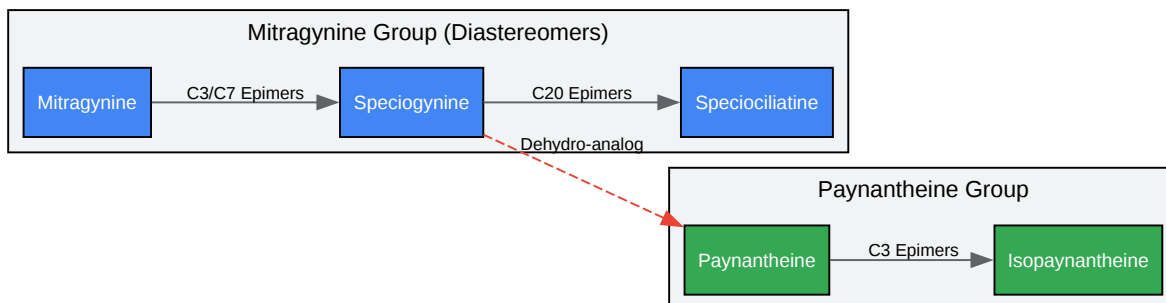 Mitragynine Group (Diastereomers)
Mitragynine
C3/C7 Epimers
Speciogynine
C20 Epimers
Speciociliatine
Dehydro-analog
Paynantheine Group
Paynantheine
C3 Epimers
Isopaynantheine